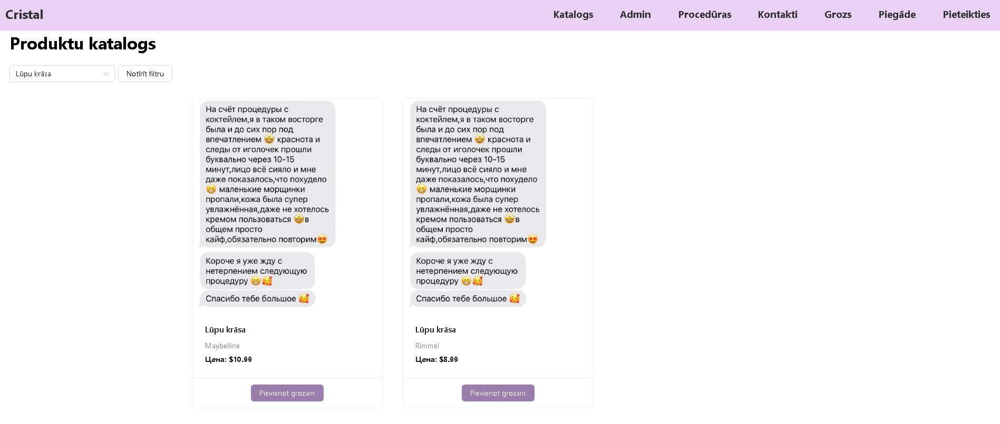 Cristal
Katalogs Admin Procedūras Kontakti Grozs Piegāde Pieteikties
Produktu katalogs
Lūpu krāsa
Notīrīt filtru
На счёт процедуры с
коктейлем,я в таком восторге
была и до сих пор под
впечатлением 🤩 краснота и
следы от иголочек прошли
буквально через 10-15
минут,лицо всё сияло и мне
даже показалось,что похудело
😁 маленькие морщинки
пропали,кожа была супер
увлажнённая,даже не хотелось
кремом пользоваться 🤩в
общем просто
кайф,обязательно повторим😍
Короче я уже жду с
нетерпением следующую
процедуру 😁🥰
Спасибо тебе большое 🥰
Lūpu krāsa
Maybelline
Цена: $10.99
Pievienot grozam
На счёт процедуры с
коктейлем,я в таком восторге
была и до сих пор под
впечатлением 🤩 краснота и
следы от иголочек прошли
буквально через 10-15
минут,лицо всё сияло и мне
даже показалось,что похудело
😁 маленькие морщинки
пропали,кожа была супер
увлажнённая,даже не хотелось
кремом пользоваться 🤩в
общем просто
кайф,обязательно повторим😍
Короче я уже жду с
нетерпением следующую
процедуру 😁🥰
Спасибо тебе большое 🥰
Lūpu krāsa
Rimmel
Цена: $8.99
Pievienot grozam